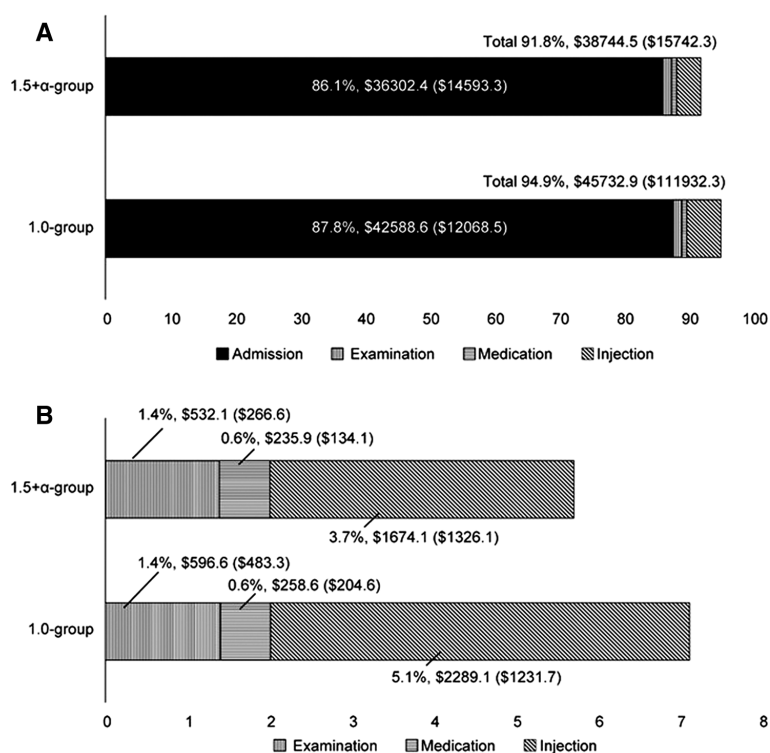 A
Total 91.8%, $38744.5 ($15742.3)
1.5+α-group
86.1%, $36302.4 ($14593.3)
Total 94.9%, $45732.9 ($111932.3)
1.0-group
87.8%, $42588.6 ($12068.5)
0 10 20 30 40 50 60 70 80 90 100
Admission Examination Medication Injection
B
1.4%, $532.1 ($266.6)
0.6%, $235.9 ($134.1)
1.5+α-group
3.7%, $1674.1 ($1326.1)
1.4%, $596.6 ($483.3)
0.6%, $258.6 ($204.6)
1.0-group
5.1%, $2289.1 ($1231.7)
0 1 2 3 4 5 6 7 8
Examination Medication Injection